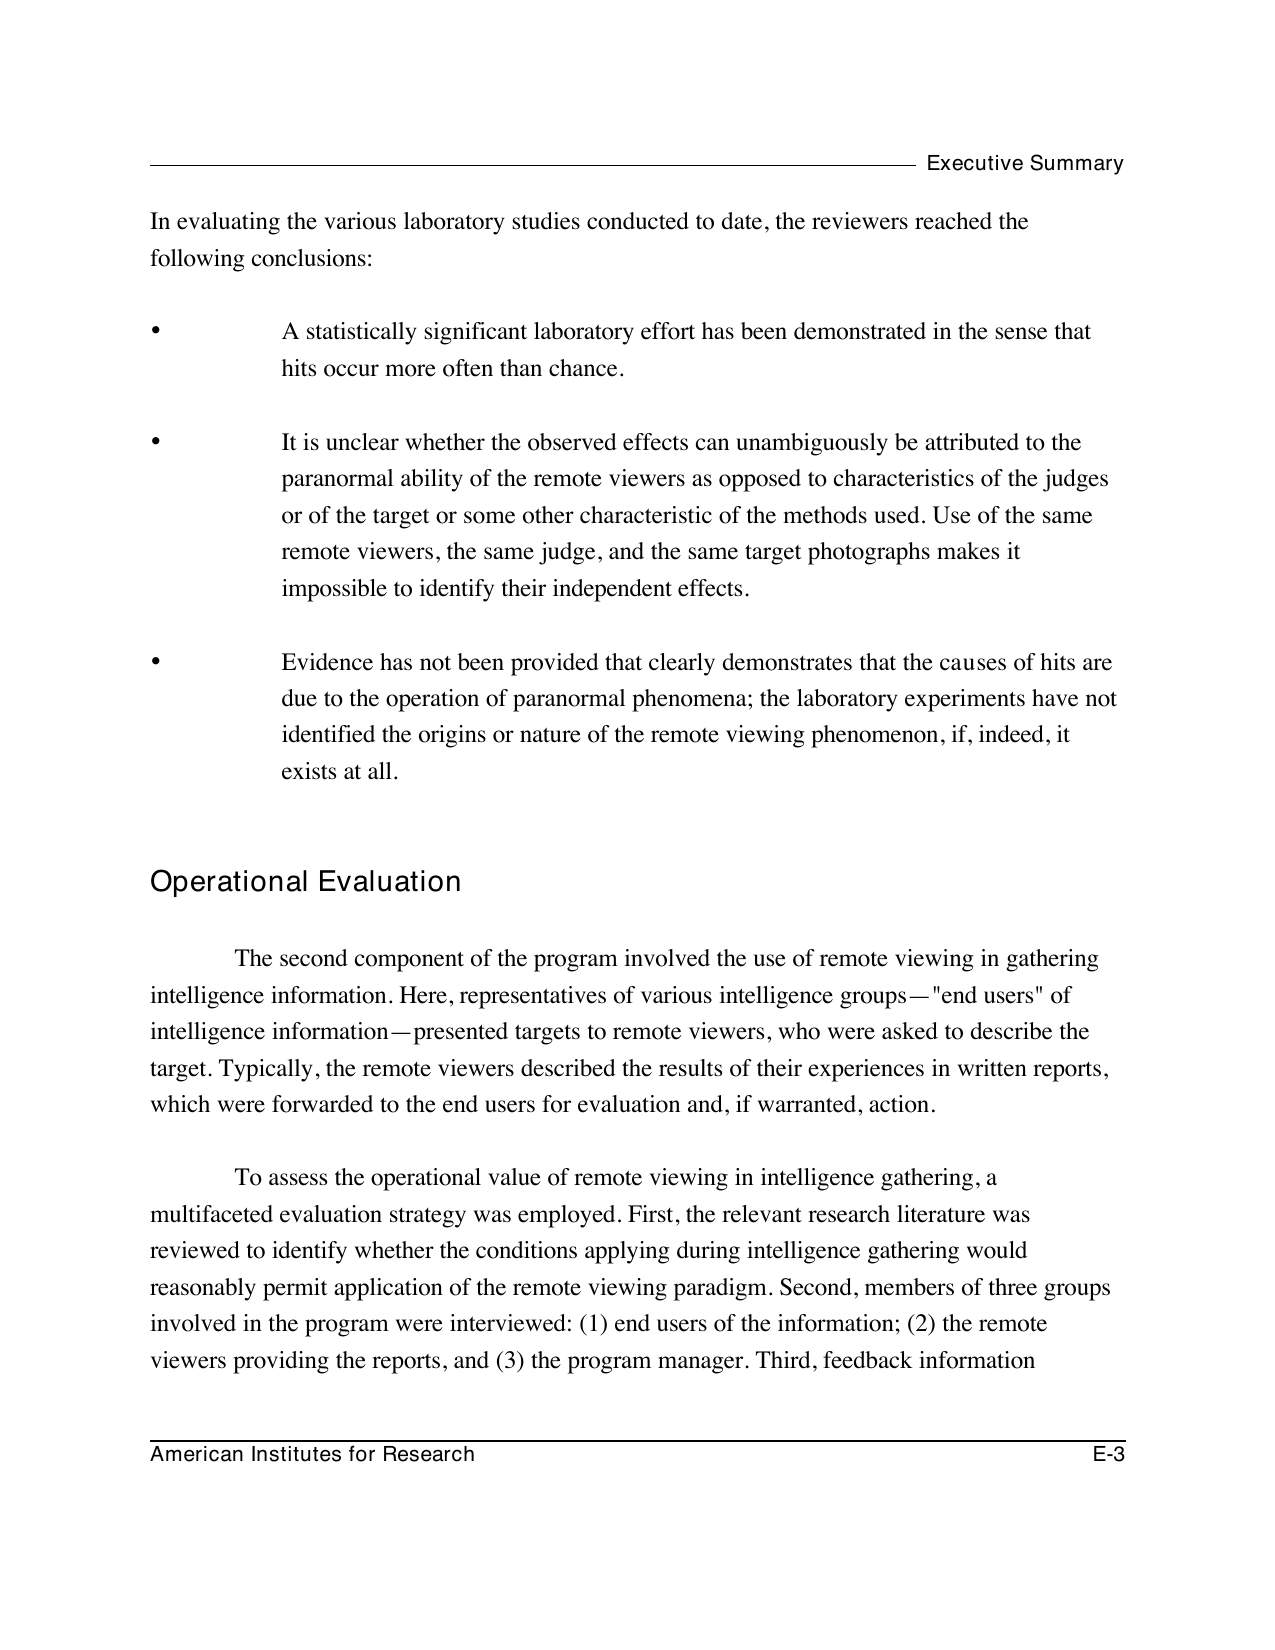 Executive Summary
In evaluating the various laboratory studies conducted to date, the reviewers reached the
following conclusions:
• A statistically significant laboratory effort has been demonstrated in the sense that
hits occur more often than chance.
• It is unclear whether the observed effects can unambiguously be attributed to the
paranormal ability of the remote viewers as opposed to characteristics of the judges
or of the target or some other characteristic of the methods used. Use of the same
remote viewers, the same judge, and the same target photographs makes it
impossible to identify their independent effects.
• Evidence has not been provided that clearly demonstrates that the causes of hits are
due to the operation of paranormal phenomena; the laboratory experiments have not
identified the origins or nature of the remote viewing phenomenon, if, indeed, it
exists at all.
Operational Evaluation
The second component of the program involved the use of remote viewing in gathering
intelligence information. Here, representatives of various intelligence groups—"end users" of
intelligence information—presented targets to remote viewers, who were asked to describe the
target. Typically, the remote viewers described the results of their experiences in written reports,
which were forwarded to the end users for evaluation and, if warranted, action.
To assess the operational value of remote viewing in intelligence gathering, a
multifaceted evaluation strategy was employed. First, the relevant research literature was
reviewed to identify whether the conditions applying during intelligence gathering would
reasonably permit application of the remote viewing paradigm. Second, members of three groups
involved in the program were interviewed: (1) end users of the information; (2) the remote
viewers providing the reports, and (3) the program manager. Third, feedback information
American Institutes for Research E-3